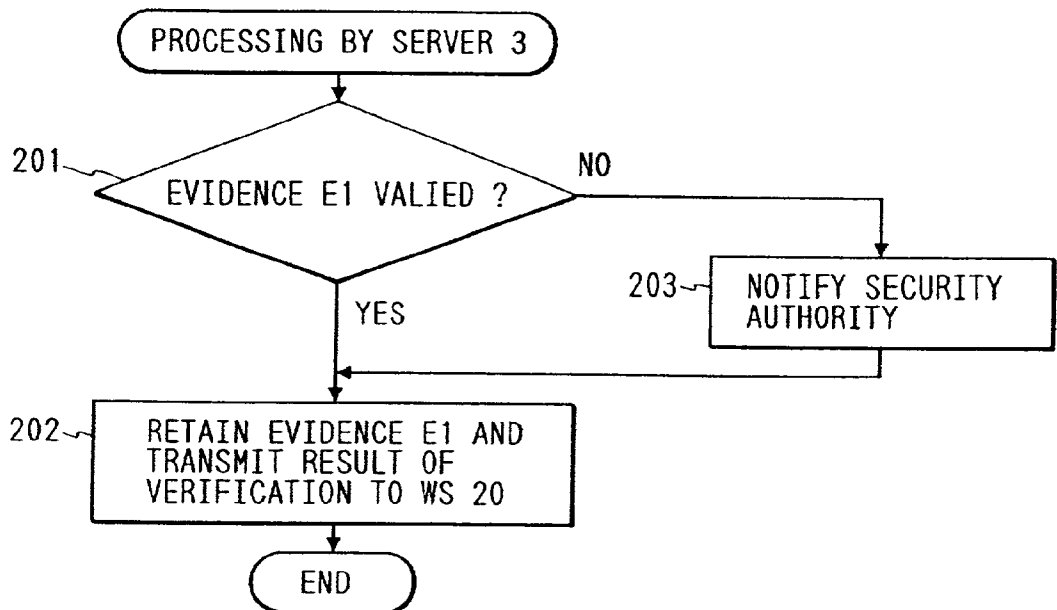 PROCESSING BY SERVER 3
201
EVIDENCE E1 VALIED ?
NO
YES
203
NOTIFY SECURITY
AUTHORITY
202
RETAIN EVIDENCE E1 AND
TRANSMIT RESULT OF
VERIFICATION TO WS 20
END